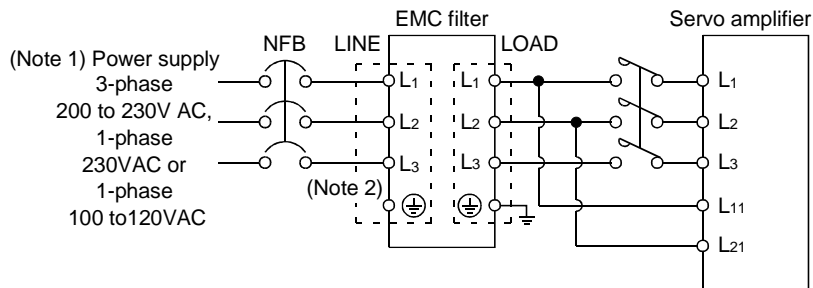 EMC filter
Servo amplifier
NFB
LINE
LOAD
(Note 1) Power supply
3-phase
200 to 230V AC,
1-phase
230VAC or
1-phase
100 to120VAC
L1
L2
L3
(Note 2)
L1
L2
L3
L1
L2
L3
L11
L21